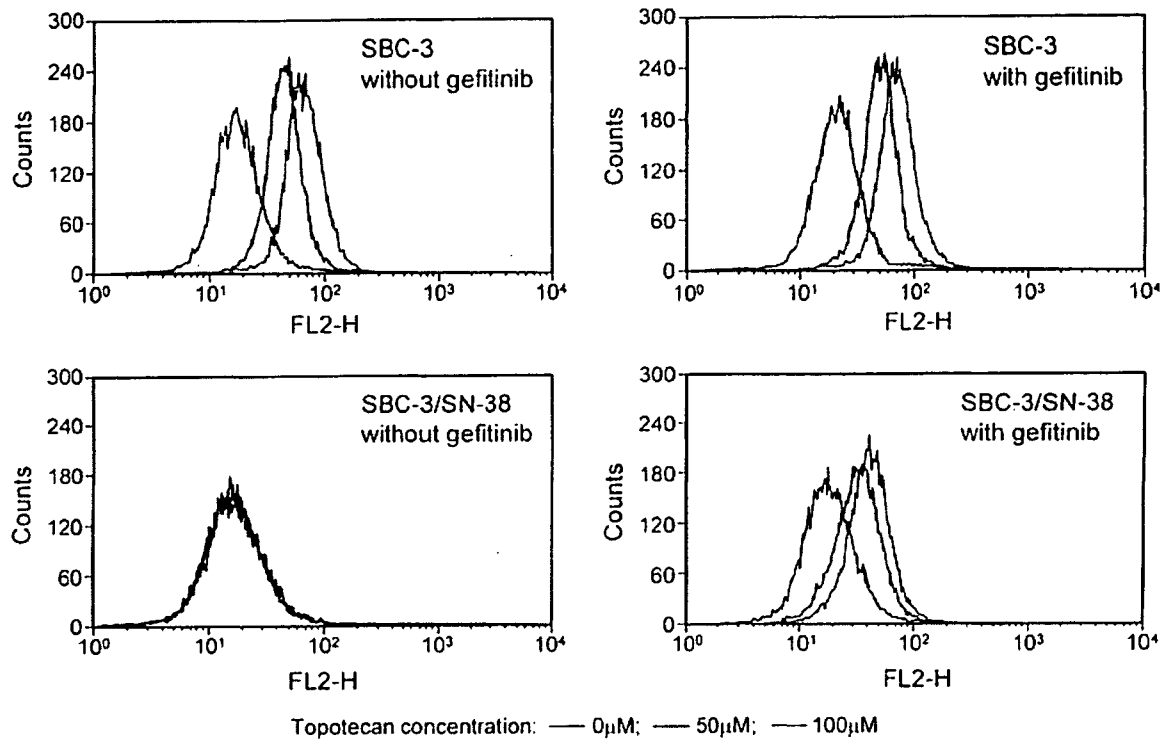 300
240
180
120
60
0
Counts
SBC-3
without gefitinib
10⁰ 10¹ 10² 10³ 10⁴
FL2-H
300
240
180
120
60
0
Counts
SBC-3
with gefitinib
10⁰ 10¹ 10² 10³ 10⁴
FL2-H
300
240
180
120
60
0
Counts
SBC-3/SN-38
without gefitinib
10⁰ 10¹ 10² 10³ 10⁴
FL2-H
300
240
180
120
60
0
Counts
SBC-3/SN-38
with gefitinib
10⁰ 10¹ 10² 10³ 10⁴
FL2-H
Topotecan concentration: — 0μM; — 50μM; — 100μM